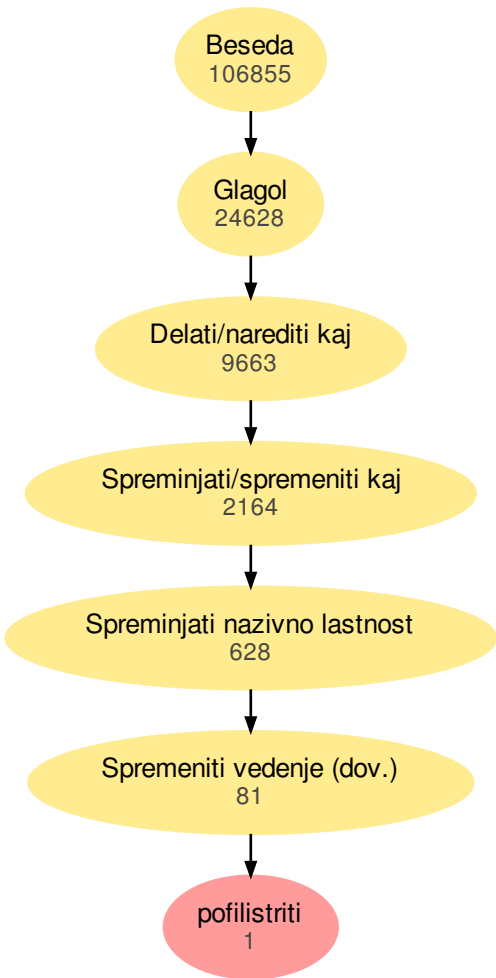 Beseda
106855
Glagol
24628
Delati/narediti kaj
9663
Spreminjati/spremeniti kaj
2164
Spreminjati nazivno lastnost
628
Spremeniti vedenje (dov.)
81
pofilistriti
1